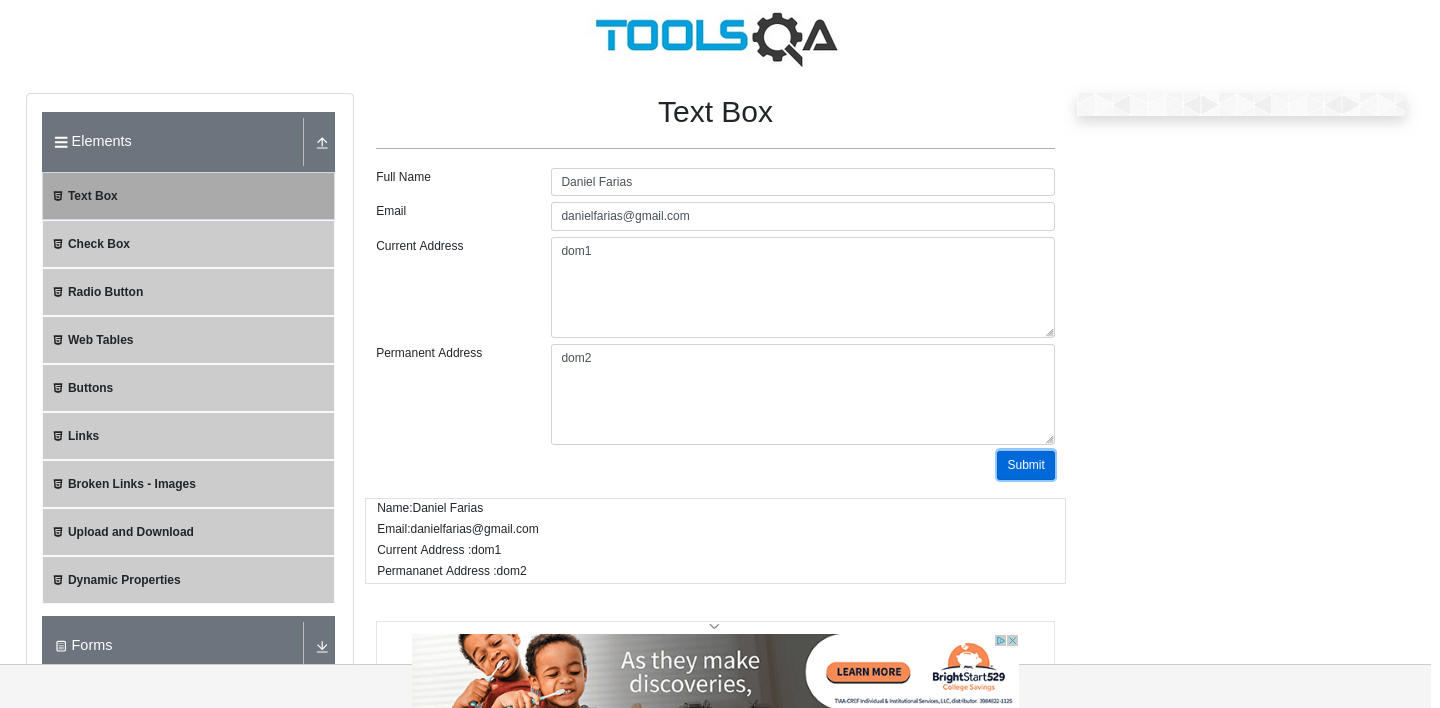 TOOLSQA
Elements
Text Box
Check Box
Radio Button
Web Tables
Buttons
Links
Broken Links - Images
Upload and Download
Dynamic Properties
Forms
Text Box
Full Name
Daniel Farias
Email
danielfarias@gmail.com
Current Address
dom1
Permanent Address
dom2
Submit
Name:Daniel Farias
Email:danielfarias@gmail.com
Current Address :dom1
Permananet Address :dom2
As they make
discoveries,
LEARN MORE
BrightStart529
College Savings
TIAA-CREF Individual & Institutional Services, LLC, distributor. 3984822-1125